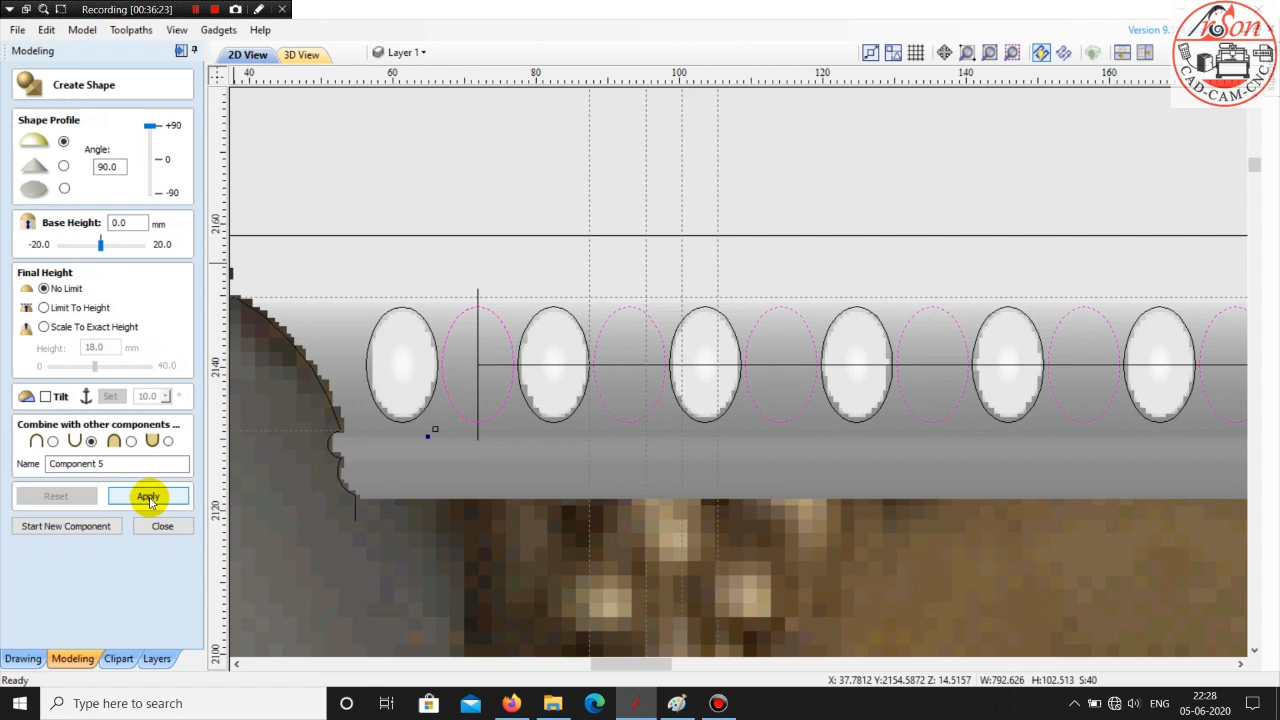 Recording [00:36:23]
File Edit Model Toolpaths View Gadgets Help
Version 9.
Modeling
2D View 3D View Layer 1
Create Shape
40 60 80 100 120 140 160
Shape Profile
+90
Angle:
0
90.0
-90
Base Height: 0.0 mm
-20.0 20.0
Final Height
No Limit
Limit To Height
Scale To Exact Height
Height: 18.0 mm
0 40.0
Tilt Set 10.0 °
Combine with other components ...
Name Component 5
Reset Apply
Start New Component Close
2160
2140
2120
2100
Drawing Modeling Clipart Layers
Ready
X: 37.7812 Y:2154.5872 Z: 14.5157 W:792.626 H:102.513 S:40
Type here to search
ENG
22:28
05-06-2020
CAD-CAM-CNC